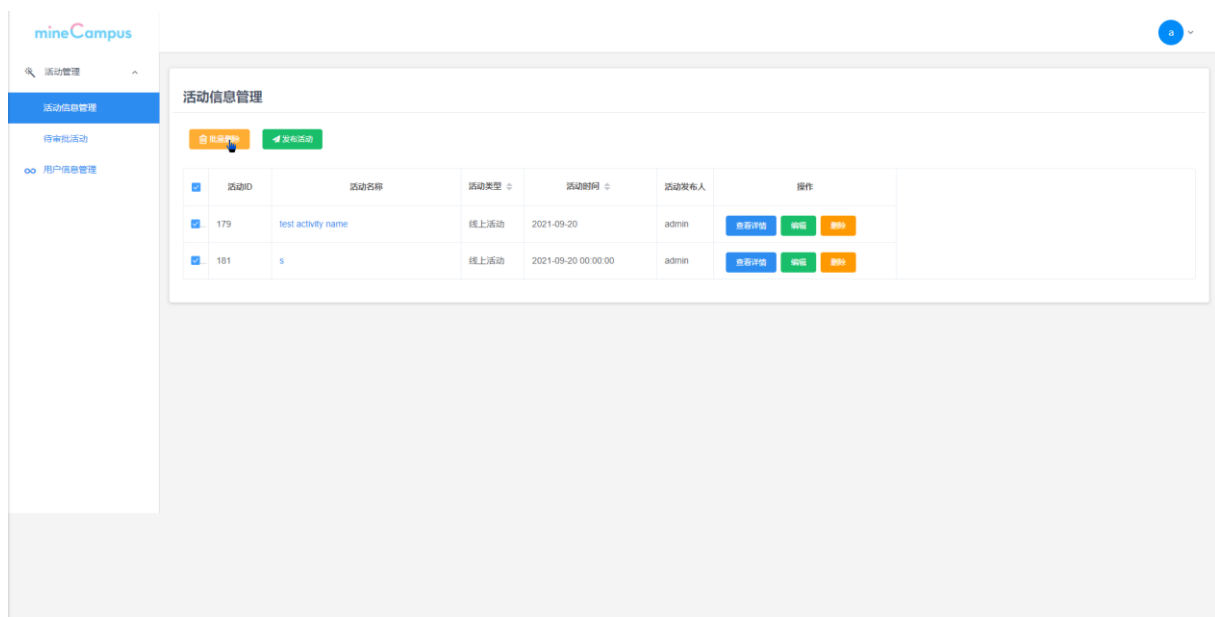 mineCampus
a
活动管理
活动信息管理
待审批活动
用户信息管理
活动信息管理
批量删除 发布活动
活动ID 活动名称 活动类型 活动时间 活动发布人 操作
179 test activity name 线上活动 2021-09-20 admin 查看详情 编辑 删除
181 s 线上活动 2021-09-20 00:00:00 admin 查看详情 编辑 删除